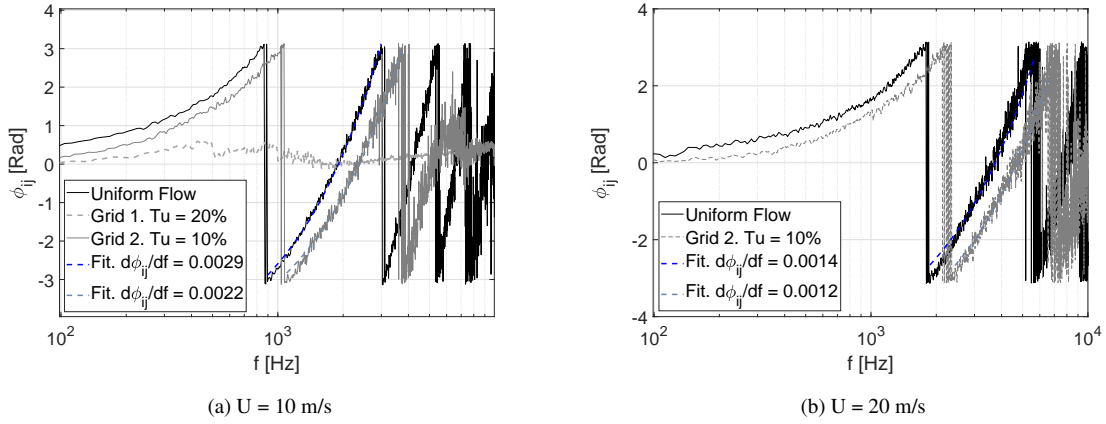 4
3
2
1
0
-1
-2
-3
ϕij [Rad]
Uniform Flow
Grid 1. Tu = 20%
Grid 2. Tu = 10%
Fit. dϕij/df = 0.0029
Fit. dϕij/df = 0.0022
10^2
10^3
f [Hz]
(a) U = 10 m/s
4
2
0
-2
-4
ϕij [Rad]
Uniform Flow
Grid 2. Tu = 10%
Fit. dϕij/df = 0.0014
Fit. dϕij/df = 0.0012
10^2
10^3
10^4
f [Hz]
(b) U = 20 m/s